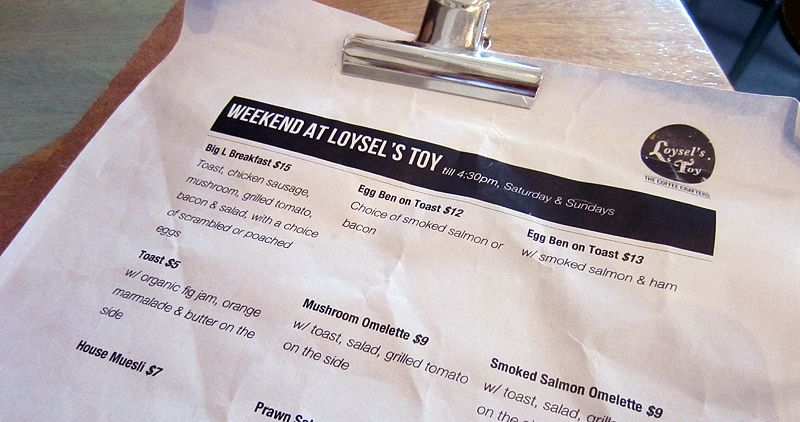 WEEKEND AT LOYSEL'S TOY till 4:30pm, Saturday & Sundays
Loysel's
Toy
THE COFFEE CRAFTERS
Big L Breakfast $15
Toast, chicken sausage,
mushroom, grilled tomato,
bacon & salad, with a choice
of scrambled or poached
eggs
Egg Ben on Toast $12
Choice of smoked salmon or
bacon
Egg Ben on Toast $13
w/ smoked salmon & ham
Toast $5
w/ organic fig jam, orange
marmalade & butter on the
side
Mushroom Omelette $9
w/ toast, salad, grilled tomato
on the side
Smoked Salmon Omelette $9
w/ toast, salad,
on the
House Muesli $7
Prawn